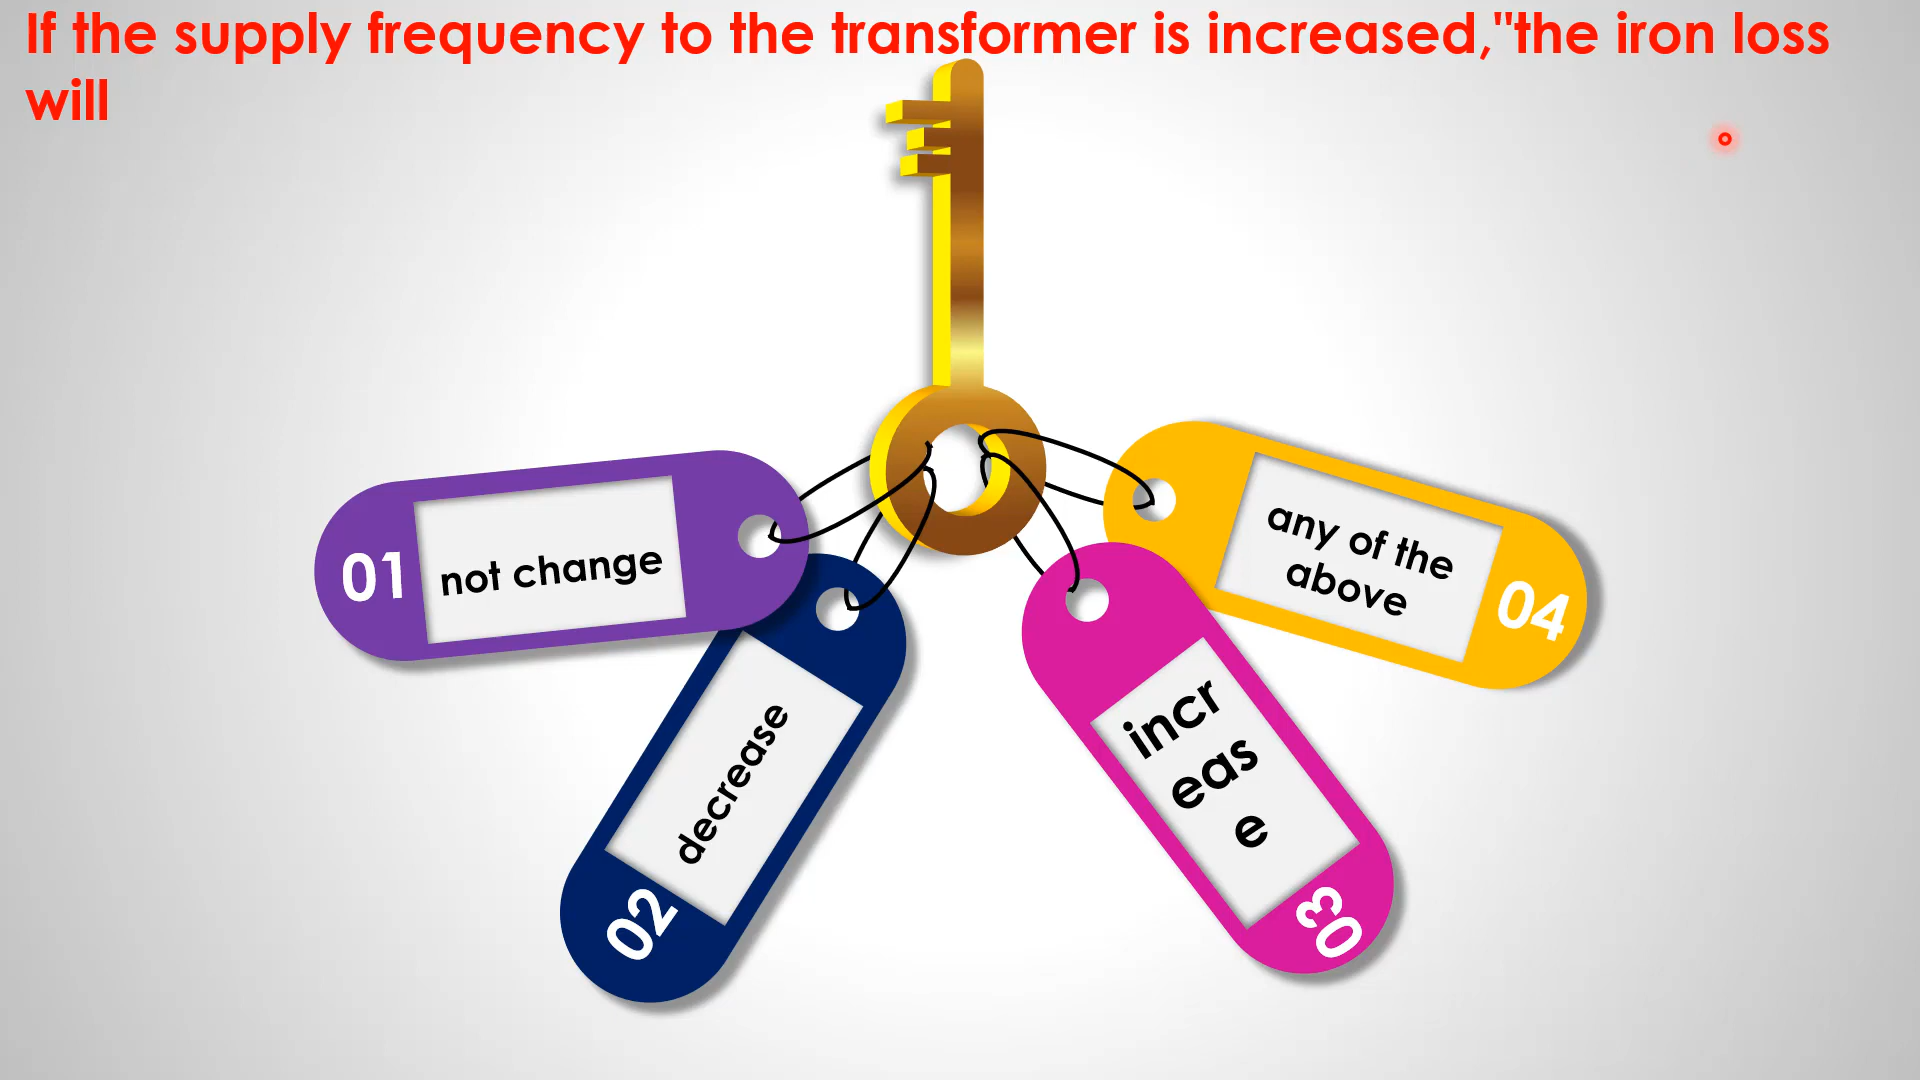 If the supply frequency to the transformer is increased,"the iron loss
will
01
not change
02
decrease
incr
eas
e
03
any of the
above
04